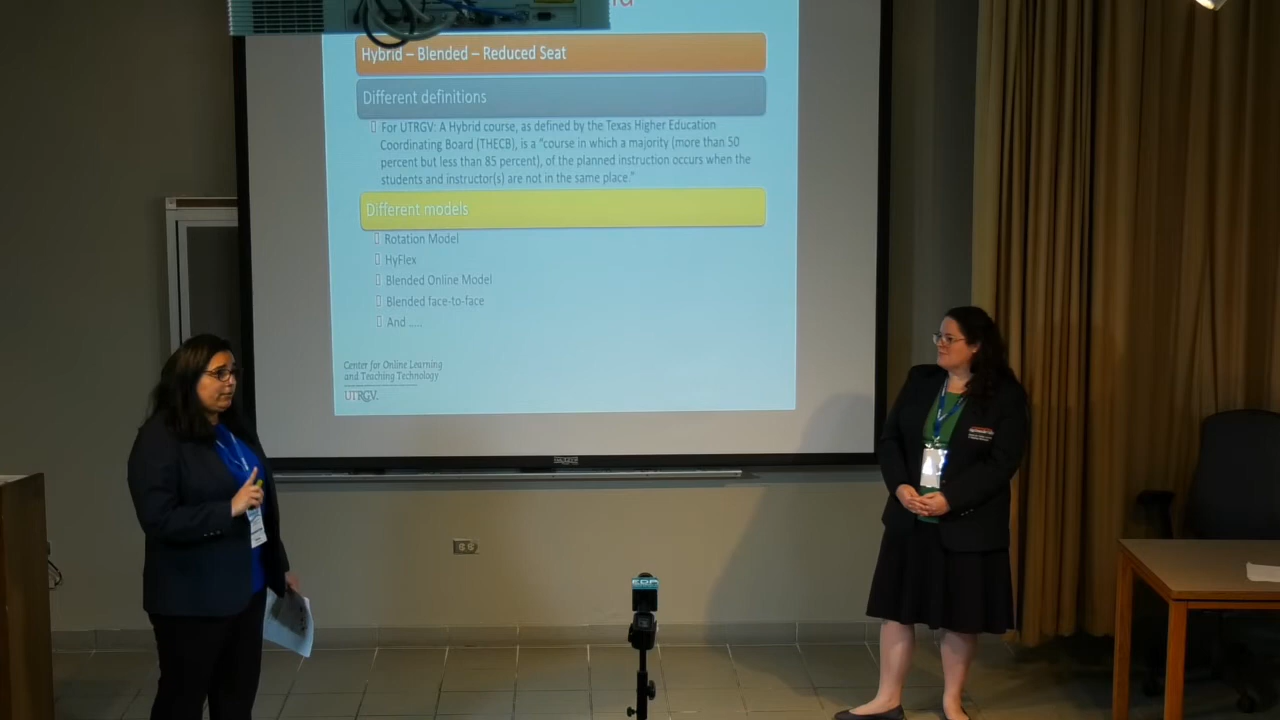 Hybrid – Blended – Reduced Seat
Different definitions
For UTRGV: A Hybrid course, as defined by the Texas Higher Education
Coordinating Board (THECB), is a “course in which a majority (more than 50
percent but less than 85 percent), of the planned instruction occurs when the
students and instructor(s) are not in the same place.”
Different models
Rotation Model
HyFlex
Blended Online Model
Blended face-to-face
And .....
Center for Online Learning
and Teaching Technology
UTRGV.